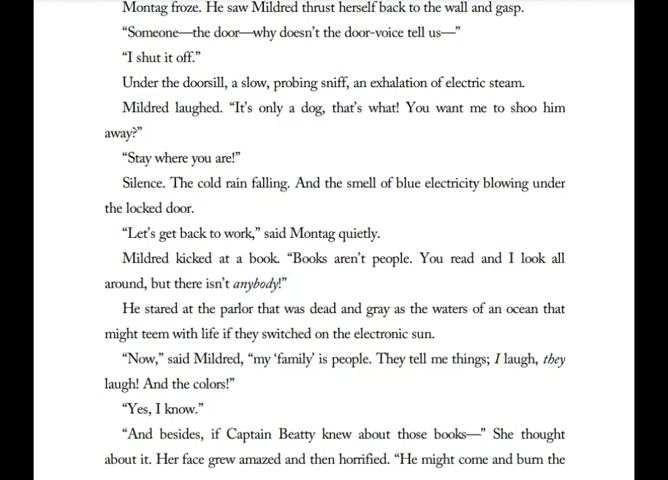 Montag froze. He saw Mildred thrust herself back to the wall and gasp.
“Someone—the door—why doesn’t the door-voice tell us—”
“I shut it off.”
Under the doorsill, a slow, probing sniff, an exhalation of electric steam.
Mildred laughed. “It’s only a dog, that’s what! You want me to shoo him
away?”
“Stay where you are!”
Silence. The cold rain falling. And the smell of blue electricity blowing under
the locked door.
“Let’s get back to work,” said Montag quietly.
Mildred kicked at a book. “Books aren’t people. You read and I look all
around, but there isn’t anybody!”
He stared at the parlor that was dead and gray as the waters of an ocean that
might teem with life if they switched on the electronic sun.
“Now,” said Mildred, “my ‘family’ is people. They tell me things; I laugh, they
laugh! And the colors!”
“Yes, I know.”
“And besides, if Captain Beatty knew about those books—” She thought
about it. Her face grew amazed and then horrified. “He might come and burn the